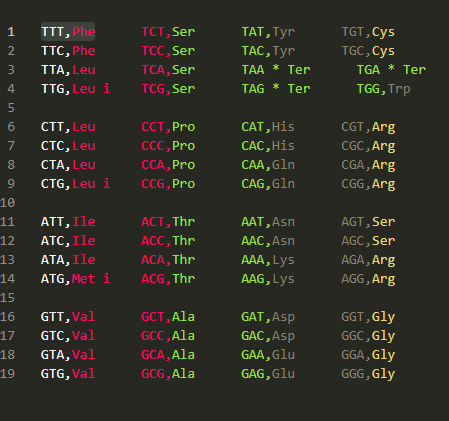 1 TTT,Phe TCT,Ser TAT,Tyr TGT,Cys
2 TTC,Phe TCC,Ser TAC,Tyr TGC,Cys
3 TTA,Leu TCA,Ser TAA * Ter TGA * Ter
4 TTG,Leu i TCG,Ser TAG * Ter TGG,Trp
5
6 CTT,Leu CCT,Pro CAT,His CGT,Arg
7 CTC,Leu CCC,Pro CAC,His CGC,Arg
8 CTA,Leu CCA,Pro CAA,Gln CGA,Arg
9 CTG,Leu i CCG,Pro CAG,Gln CGG,Arg
10
11 ATT,Ile ACT,Thr AAT,Asn AGT,Ser
12 ATC,Ile ACC,Thr AAC,Asn AGC,Ser
13 ATA,Ile ACA,Thr AAA,Lys AGA,Arg
14 ATG,Met i ACG,Thr AAG,Lys AGG,Arg
15
16 GTT,Val GCT,Ala GAT,Asp GGT,Gly
17 GTC,Val GCC,Ala GAC,Asp GGC,Gly
18 GTA,Val GCA,Ala GAA,Glu GGA,Gly
19 GTG,Val GCG,Ala GAG,Glu GGG,Gly